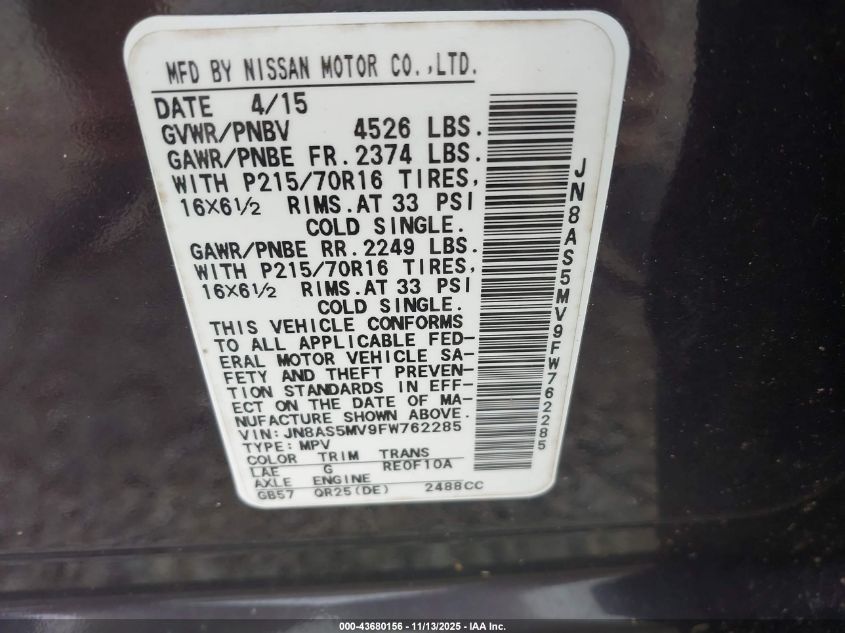 MFD BY NISSAN MOTOR CO.,LTD.
DATE 4/15
GVWR/PNBV 4526 LBS.
GAWR/PNBE FR. 2374 LBS.
WITH P215/70R16 TIRES,
16X6½ RIMS. AT 33 PSI
COLD SINGLE.
GAWR/PNBE RR. 2249 LBS.
WITH P215/70R16 TIRES,
16X6½ RIMS. AT 33 PSI
COLD SINGLE.
THIS VEHICLE CONFORMS
TO ALL APPLICABLE FED-
ERAL MOTOR VEHICLE SA-
FETY AND THEFT PREVEN-
TION STANDARDS IN EFF-
ECT ON THE DATE OF MA-
NUFACTURE SHOWN ABOVE.
VIN: JN8AS5MV9FW762285
TYPE: MPV
COLOR TRIM TRANS
LAE G RE0F10A
AXLE ENGINE
GB57 QR25(DE) 2488CC
JN8AS5MV9FW762285
000-43680156 - 11/13/2025 - IAA Inc.